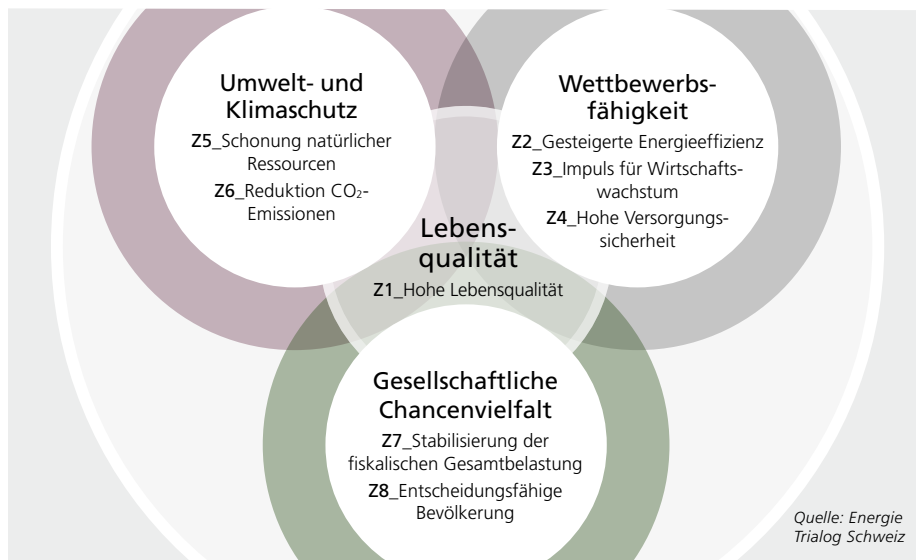 Umwelt- und
Klimaschutz
Z5_Schonung natürlicher
Ressourcen
Z6_Reduktion CO₂-
Emissionen
Wettbewerbs-
fähigkeit
Z2_Gesteigerte Energieeffizienz
Z3_Impuls für Wirtschafts-
wachstum
Z4_Hohe Versorgungs-
sicherheit
Lebens-
qualität
Z1_Hohe Lebensqualität
Gesellschaftliche
Chancenvielfalt
Z7_Stabilisierung der
fiskalischen Gesamtbelastung
Z8_Entscheidungsfähige
Bevölkerung
Quelle: Energie
Trialog Schweiz